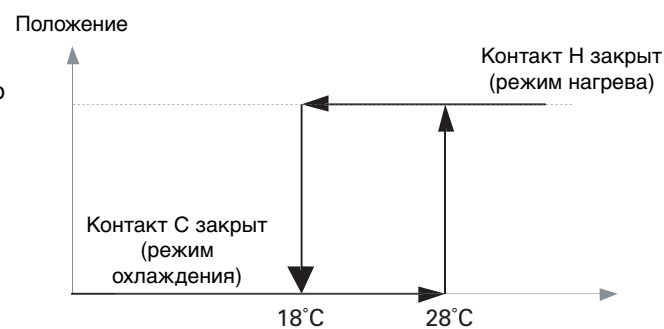 Положение
Контакт H закрыт
(режим нагрева)
о
Контакт C закрыт
(режим
охлаждения)
18˚C
28˚C